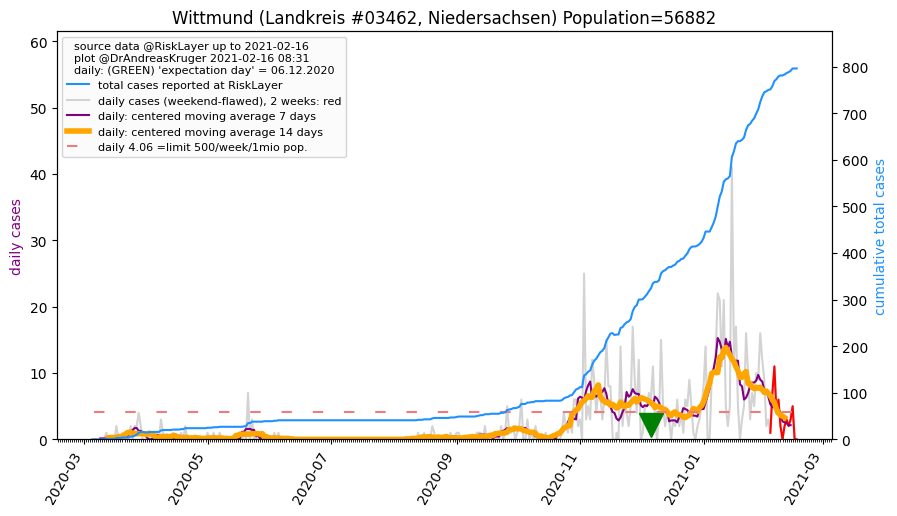 Wittmund (Landkreis #03462, Niedersachsen) Population=56882
source data @RiskLayer up to 2021-02-16
plot @DrAndreasKruger 2021-02-16 08:31
daily: (GREEN) 'expectation day' = 06.12.2020
total cases reported at RiskLayer
daily cases (weekend-flawed), 2 weeks: red
daily: centered moving average 7 days
daily: centered moving average 14 days
daily 4.06 =limit 500/week/1mio pop.
daily cases
60
50
40
30
20
10
0
cumulative total cases
800
700
600
500
400
300
200
100
0
2020-03
2020-05
2020-07
2020-09
2020-11
2021-01
2021-03